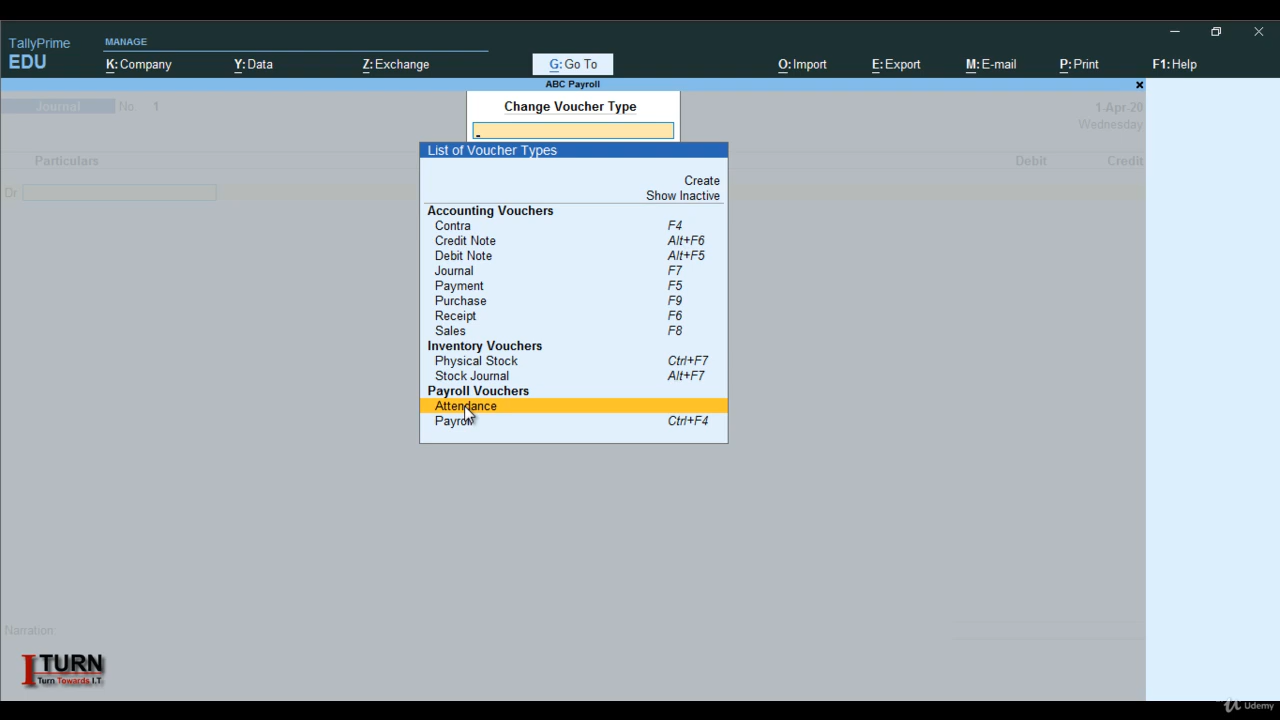 TallyPrime
EDU
MANAGE
K: Company
Y: Data
Z: Exchange
G: Go To
O: Import
E: Export
M: E-mail
P: Print
F1: Help
ABC Payroll
Journal No. 1
1-Apr-20
Wednesday
Change Voucher Type
Particulars
Debit Credit
Dr
List of Voucher Types
Create
Show Inactive
Accounting Vouchers
Contra F4
Credit Note Alt+F6
Debit Note Alt+F5
Journal F7
Payment F5
Purchase F9
Receipt F6
Sales F8
Inventory Vouchers
Physical Stock Ctrl+F7
Stock Journal Alt+F7
Payroll Vouchers
Attendance
Payroll Ctrl+F4
Narration
I TURN
Turn Towards I.T
Udemy